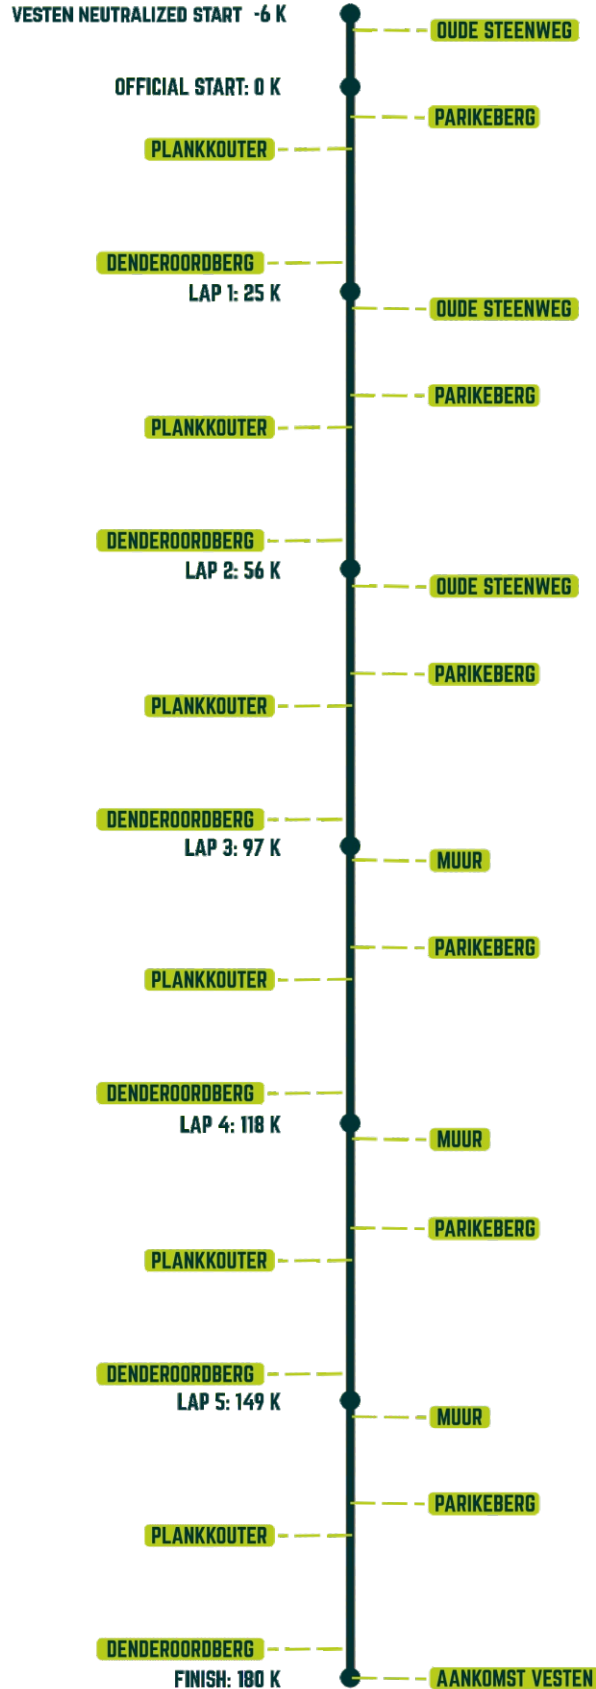 VESTEN NEUTRALIZED START -6 K
OUDE STEENWEG
OFFICIAL START: 0 K
PARIKEBERG
PLANKKOUTER
DENDEROORDBERG
LAP 1: 25 K
OUDE STEENWEG
PARIKEBERG
PLANKKOUTER
DENDEROORDBERG
LAP 2: 56 K
OUDE STEENWEG
PARIKEBERG
PLANKKOUTER
DENDEROORDBERG
LAP 3: 97 K
MUUR
PARIKEBERG
PLANKKOUTER
DENDEROORDBERG
LAP 4: 118 K
MUUR
PARIKEBERG
PLANKKOUTER
DENDEROORDBERG
LAP 5: 149 K
MUUR
PARIKEBERG
PLANKKOUTER
DENDEROORDBERG
FINISH: 180 K
AANKOMST VESTEN